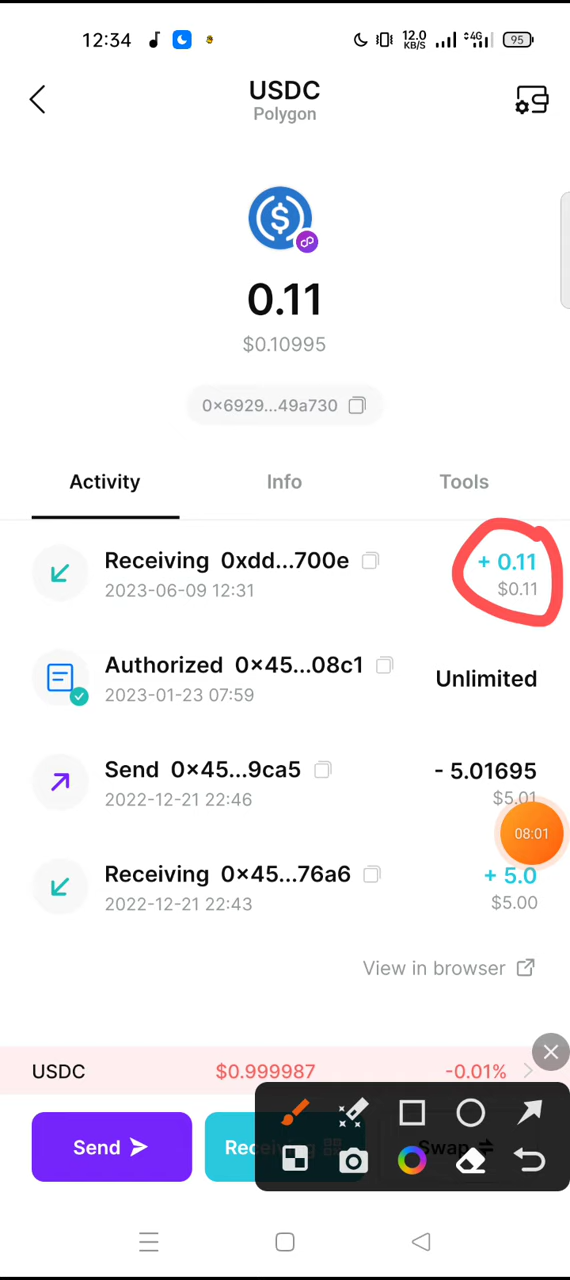 12:34 12.0 KB/S 4G 95
USDC
Polygon
0.11
$0.10995
0×6929...49a730
Activity Info Tools
Receiving 0xdd...700e + 0.11
2023-06-09 12:31 $0.11
Authorized 0×45...08c1 Unlimited
2023-01-23 07:59
Send 0×45...9ca5 - 5.01695
2022-12-21 22:46 $5.01
08:01
Receiving 0×45...76a6 + 5.0
2022-12-21 22:43 $5.00
View in browser
USDC $0.999987 -0.01%
Send Receiving Swap